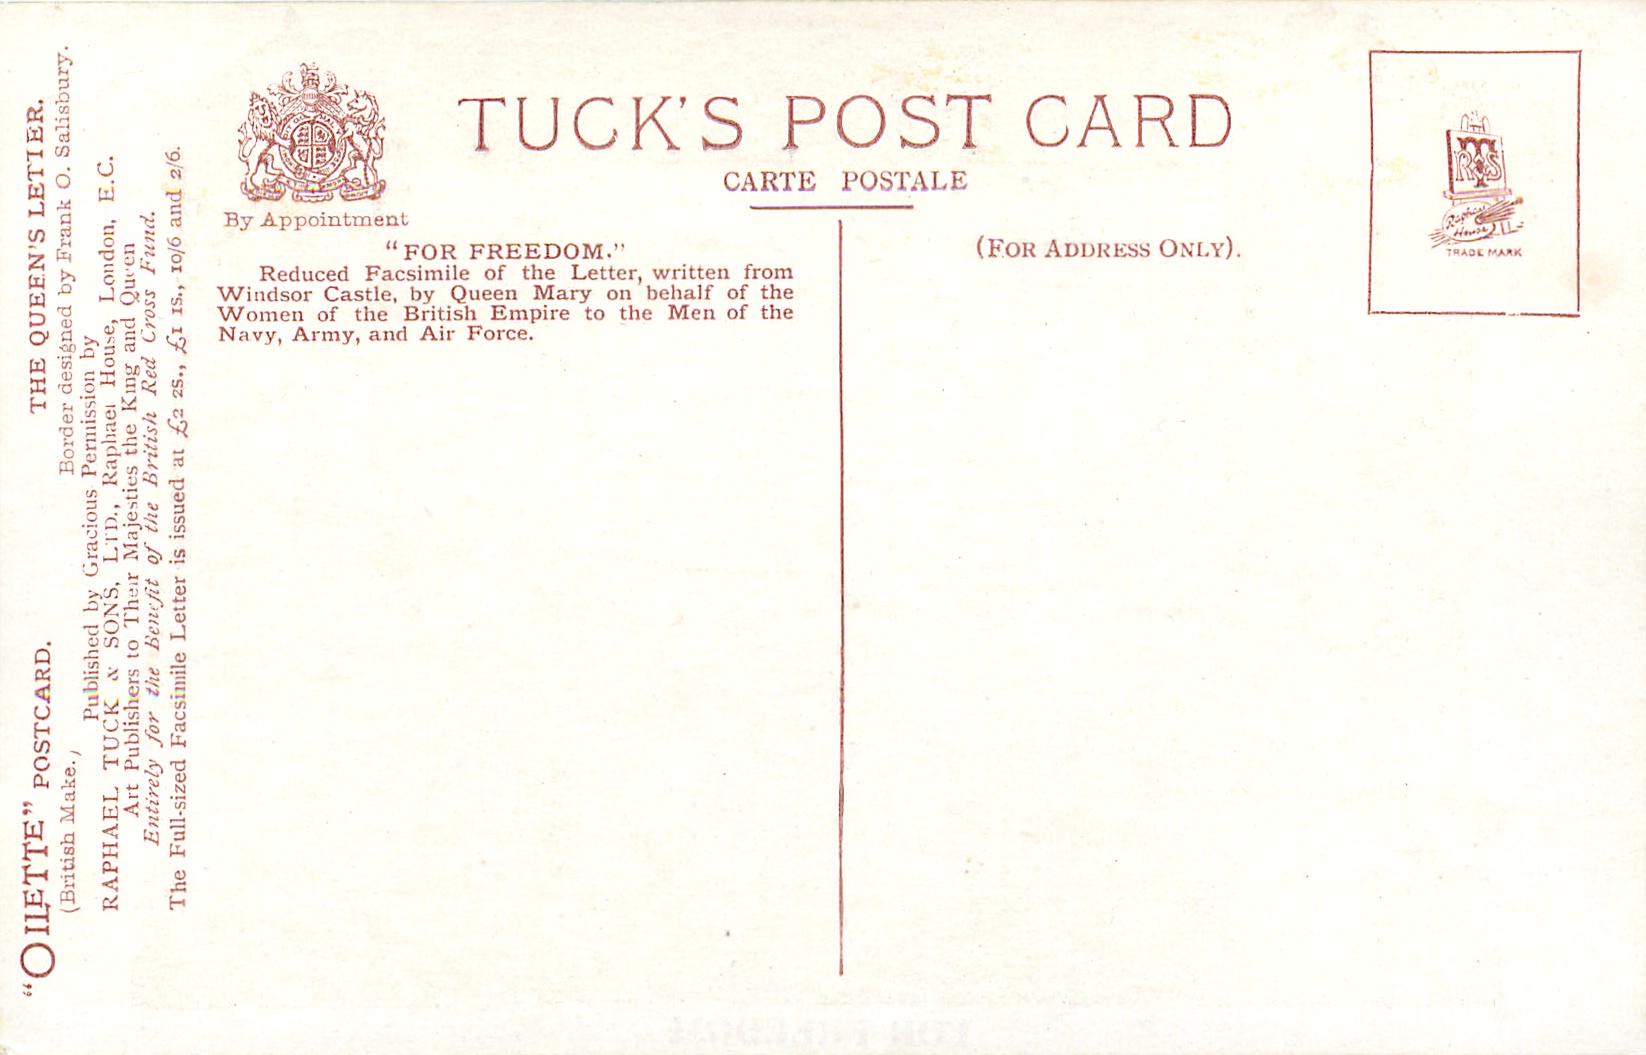 TUCK'S POST CARD
CARTE POSTALE
By Appointment
"FOR FREEDOM."
Reduced Facsimile of the Letter, written from
Windsor Castle, by Queen Mary on behalf of the
Women of the British Empire to the Men of the
Navy, Army, and Air Force.
(FOR ADDRESS ONLY).
RTS
Raphael
House
TRADE MARK
"OILETTE" POSTCARD. THE QUEEN'S LETTER.
(British Make.) Border designed by Frank O. Salisbury.
Published by Gracious Permission by
RAPHAEL TUCK & SONS, LTD., Raphael House, London, E.C.
Art Publishers to Their Majesties the King and Queen
Entirely for the Benefit of the British Red Cross Fund.
The Full-sized Facsimile Letter is issued at £2 2s., £1 1s., 10/6 and 2/6.